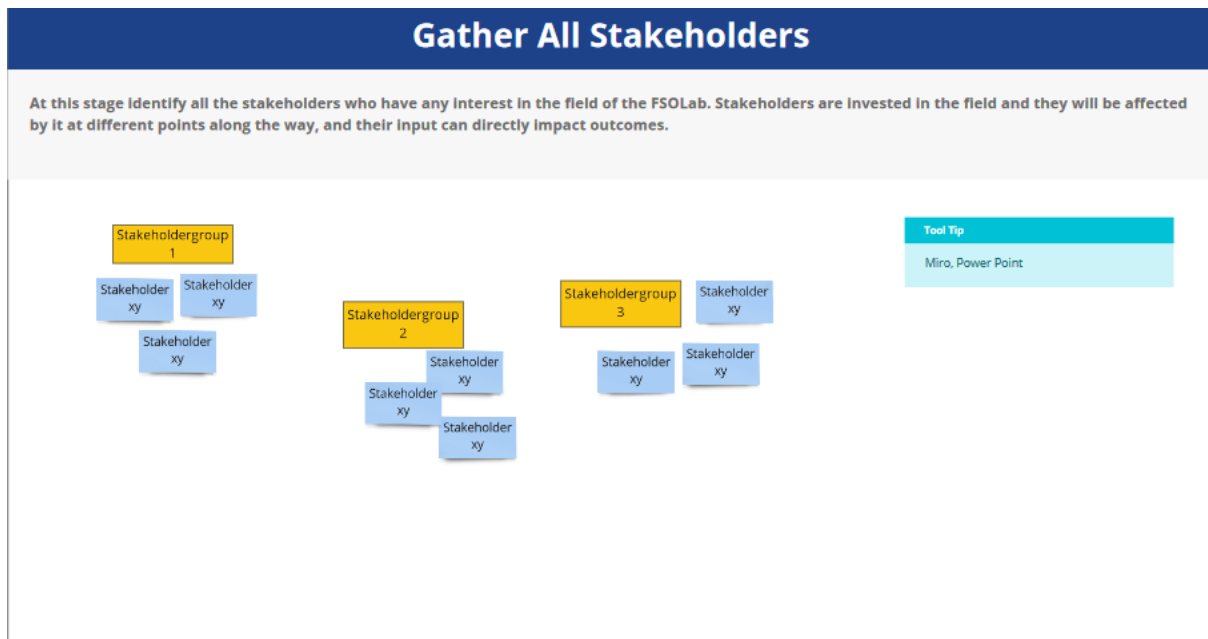 Gather All Stakeholders
At this stage identify all the stakeholders who have any interest in the field of the FSOLab. Stakeholders are invested in the field and they will be affected
by it at different points along the way, and their input can directly impact outcomes.
Stakeholdergroup
1
Stakeholder
xy
Stakeholder
xy
Stakeholder
xy
Stakeholdergroup
2
Stakeholder
xy
Stakeholder
xy
Stakeholder
xy
Stakeholdergroup
3
Stakeholder
xy
Stakeholder
xy
Stakeholder
xy
Tool Tip
Miro, Power Point